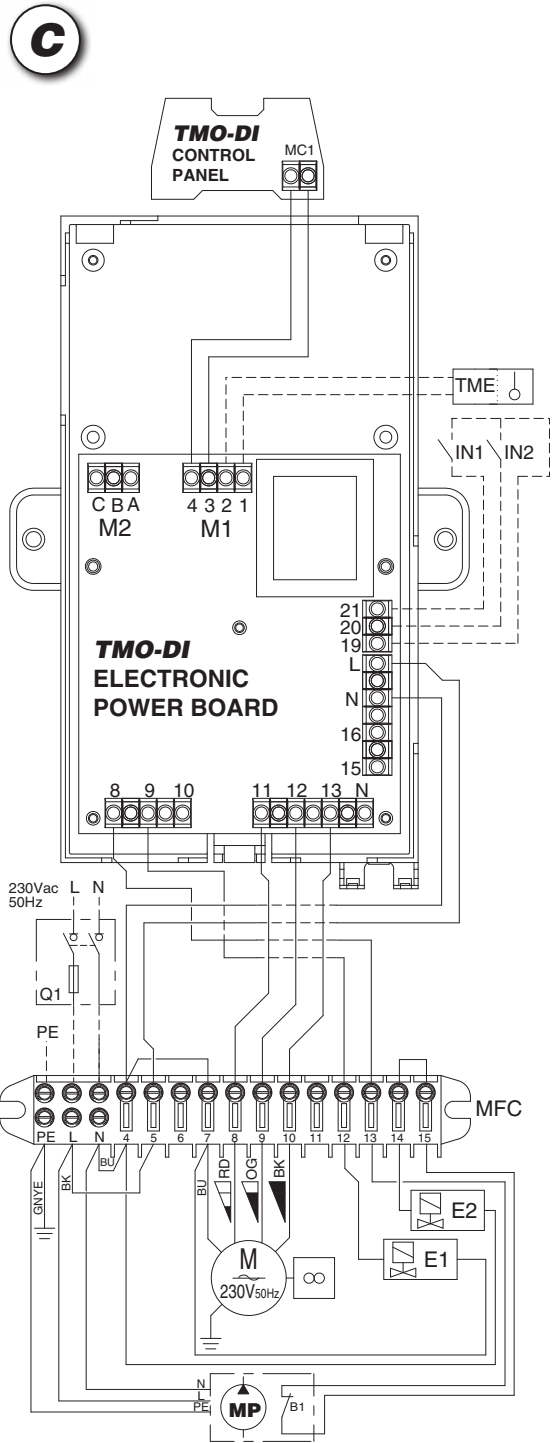 C
TMO-DI
CONTROL
PANEL
MC1
TME
IN1 IN2
C B A
M2
4 3 2 1
M1
21
20
19
L
N
16
15
TMO-DI
ELECTRONIC
POWER BOARD
8 9 10
11 12 13 N
230Vac
50Hz
L N
Q1
PE
MFC
PE L N 4 5 6 7 8 9 10 11 12 13 14 15
GNYE
BK
BU
BU
RD
OG
BK
E2
E1
M
230V50Hz
∞
N
L
PE
MP
B1